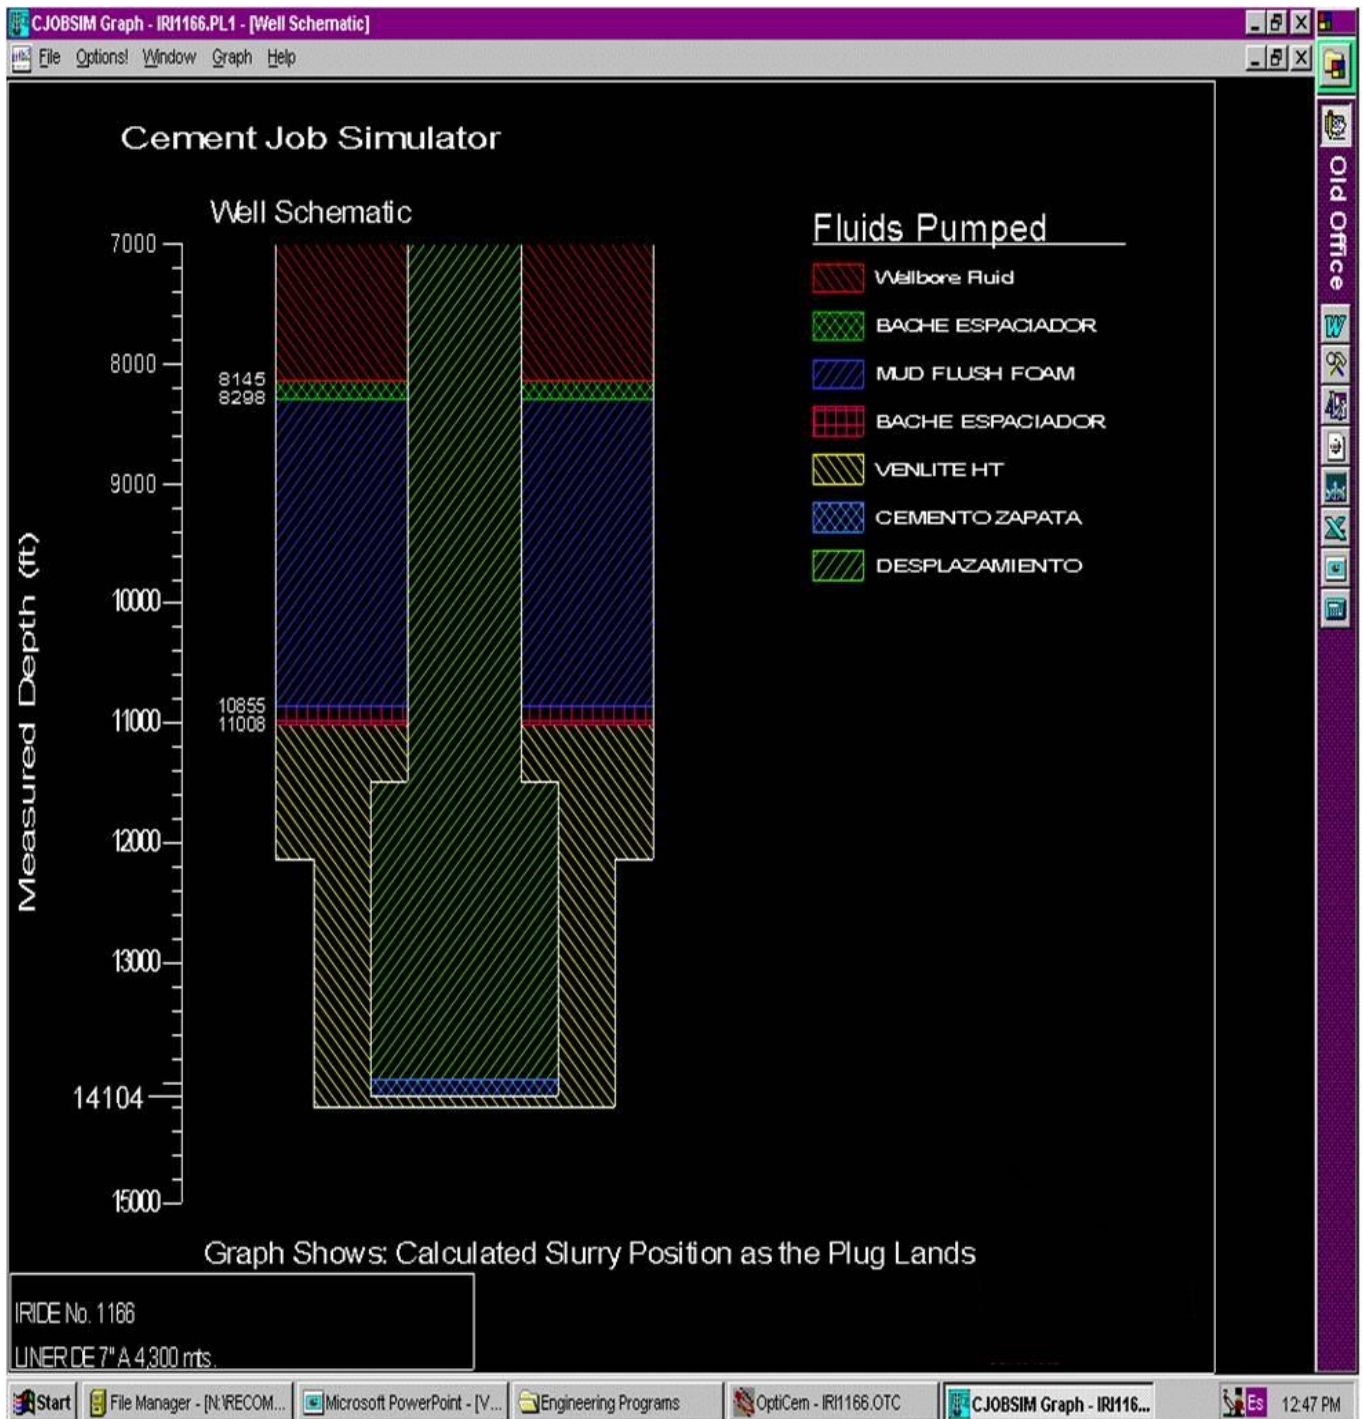 CJOBSIM Graph - IRI1166.PL1 - [Well Schematic]
File Options! Window Graph Help
Old Office
Cement Job Simulator
Well Schematic
Fluids Pumped
Wellbore Fluid
BACHE ESPACIADOR
MUD FLUSH FOAM
BACHE ESPACIADOR
VENLITE HT
CEMENTO ZAPATA
DESPLAZAMIENTO
Measured Depth (ft)
7000
8000
9000
10000
11000
12000
13000
14104
15000
8145
8298
10855
11008
Graph Shows: Calculated Slurry Position as the Plug Lands
IRIDE No. 1166
LINER DE 7" A 4,300 mts.
Start File Manager - [N:\RECOM... Microsoft PowerPoint - [V... Engineering Programs OptiCem - IRI1166.OTC CJOBSIM Graph - IRI116... Es 12:47 PM